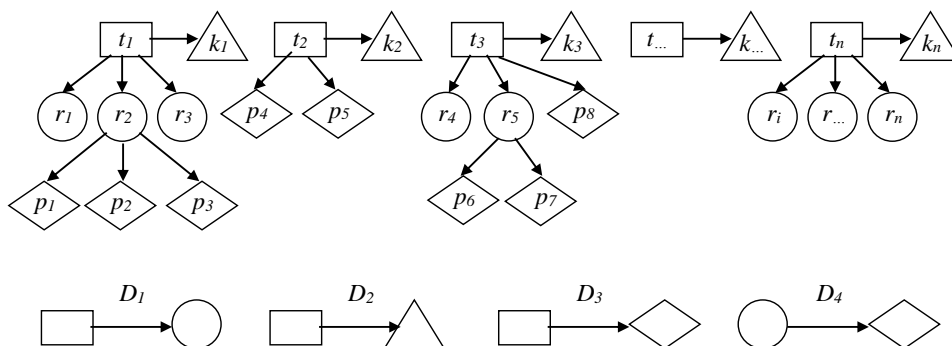 t1 k1 t2 k2 t3 k3 t... k... tn kn
r1 r2 r3 p4 p5 r4 r5 p8 ri r... rn
p1 p2 p3 p6 p7
D1 D2 D3 D4